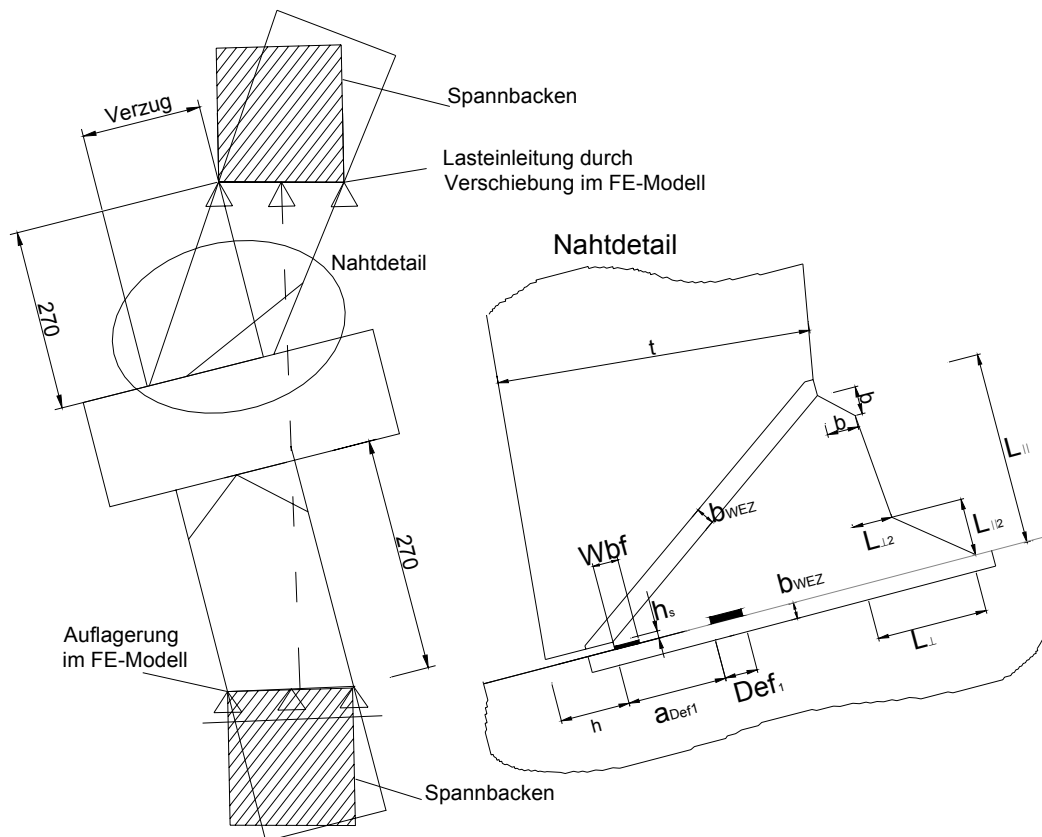 Verzug
Spannbacken
Lasteinleitung durch
Verschiebung im FE-Modell
Nahtdetail
270
270
Auflagerung
im FE-Modell
Spannbacken
Nahtdetail
t
b
b
L||
bWEZ
L⊥2
L||2
Wbf
hs
bWEZ
L⊥
Def1
aDef1
h